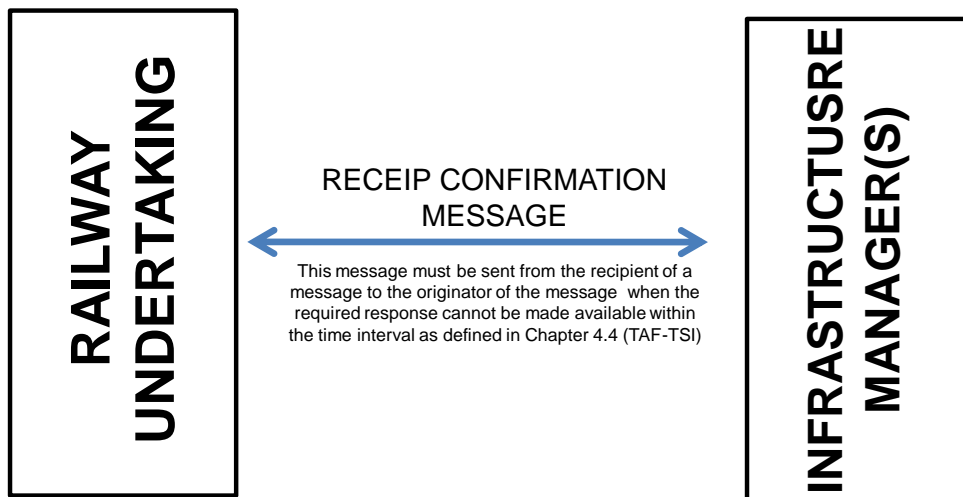 RAILWAY
UNDERTAKING
RECEIP CONFIRMATION
MESSAGE
This message must be sent from the recipient of a
message to the originator of the message when the
required response cannot be made available within
the time interval as defined in Chapter 4.4 (TAF-TSI)
INFRASTRUCTUSRE
MANAGER(S)